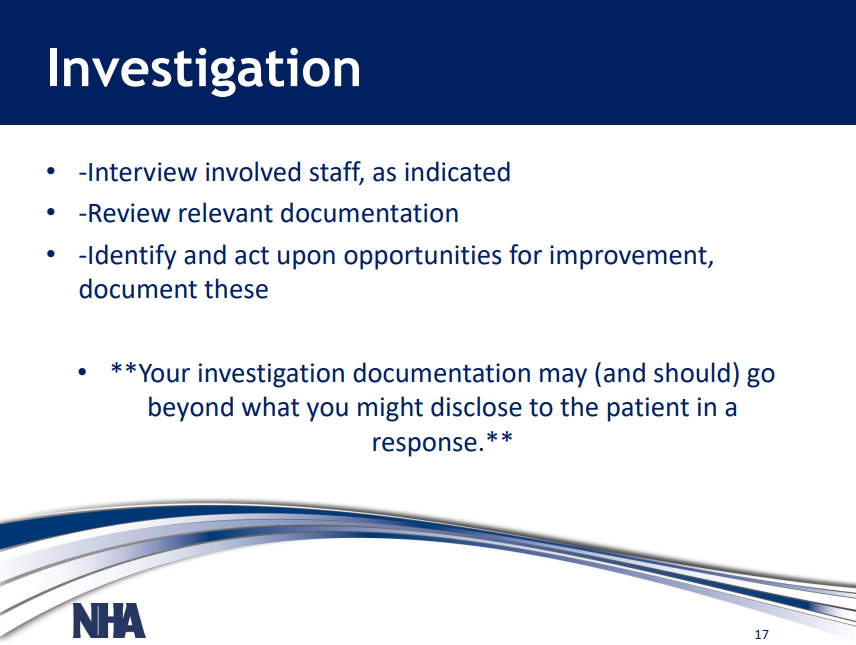 Investigation
• -Interview involved staff, as indicated
• -Review relevant documentation
• -Identify and act upon opportunities for improvement,
document these
• **Your investigation documentation may (and should) go
beyond what you might disclose to the patient in a
response.**
NHA
17